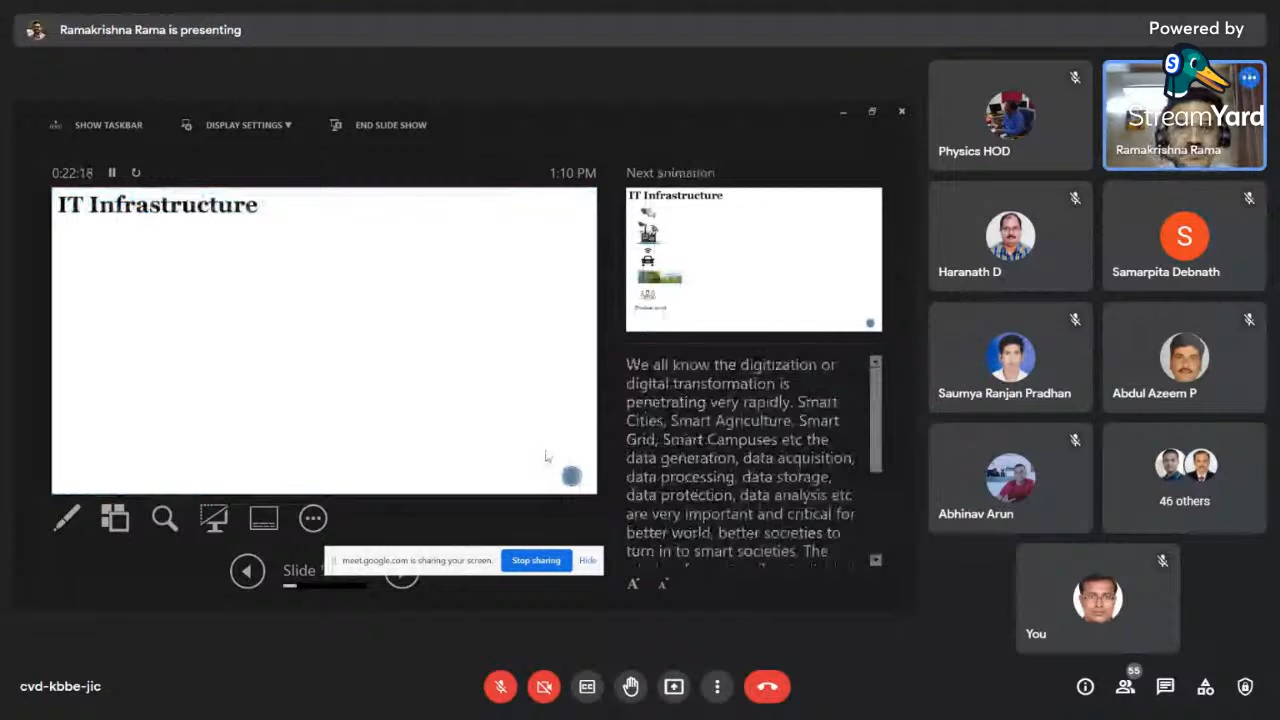 Ramakrishna Rama is presenting
Powered by
StreamYard
SHOW TASKBAR
DISPLAY SETTINGS ▼
END SLIDE SHOW
0:22:18
1:10 PM
IT Infrastructure
Next animation
IT Infrastructure
We all know the digitization or
digital transformation is
penetrating very rapidly. Smart
Cities, Smart Agriculture, Smart
Grid, Smart Campuses etc the
data generation, data acquisition,
data processing, data storage,
data protection, data analysis etc
are very important and critical for
better world, better societies to
turn in to smart societies. The
Slide
meet.google.com is sharing your screen.
Stop sharing
Hide
Physics HOD
Ramakrishna Rama
Haranath D
S
Samarpita Debnath
Saumya Ranjan Pradhan
Abdul Azeem P
Abhinav Arun
46 others
You
cvd-kbbe-jic
55